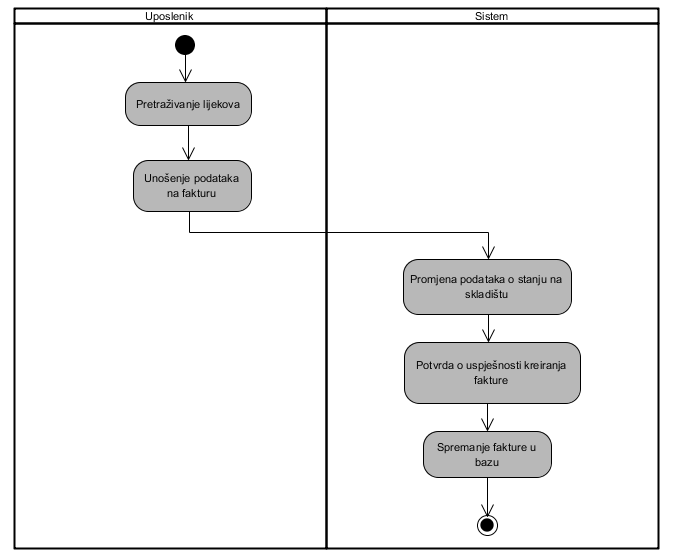 Uposlenik
Sistem
Pretraživanje lijekova
Unošenje podataka
na fakturu
Promjena podataka o stanju na
skladištu
Potvrda o uspješnosti kreiranja
fakture
Spremanje fakture u
bazu